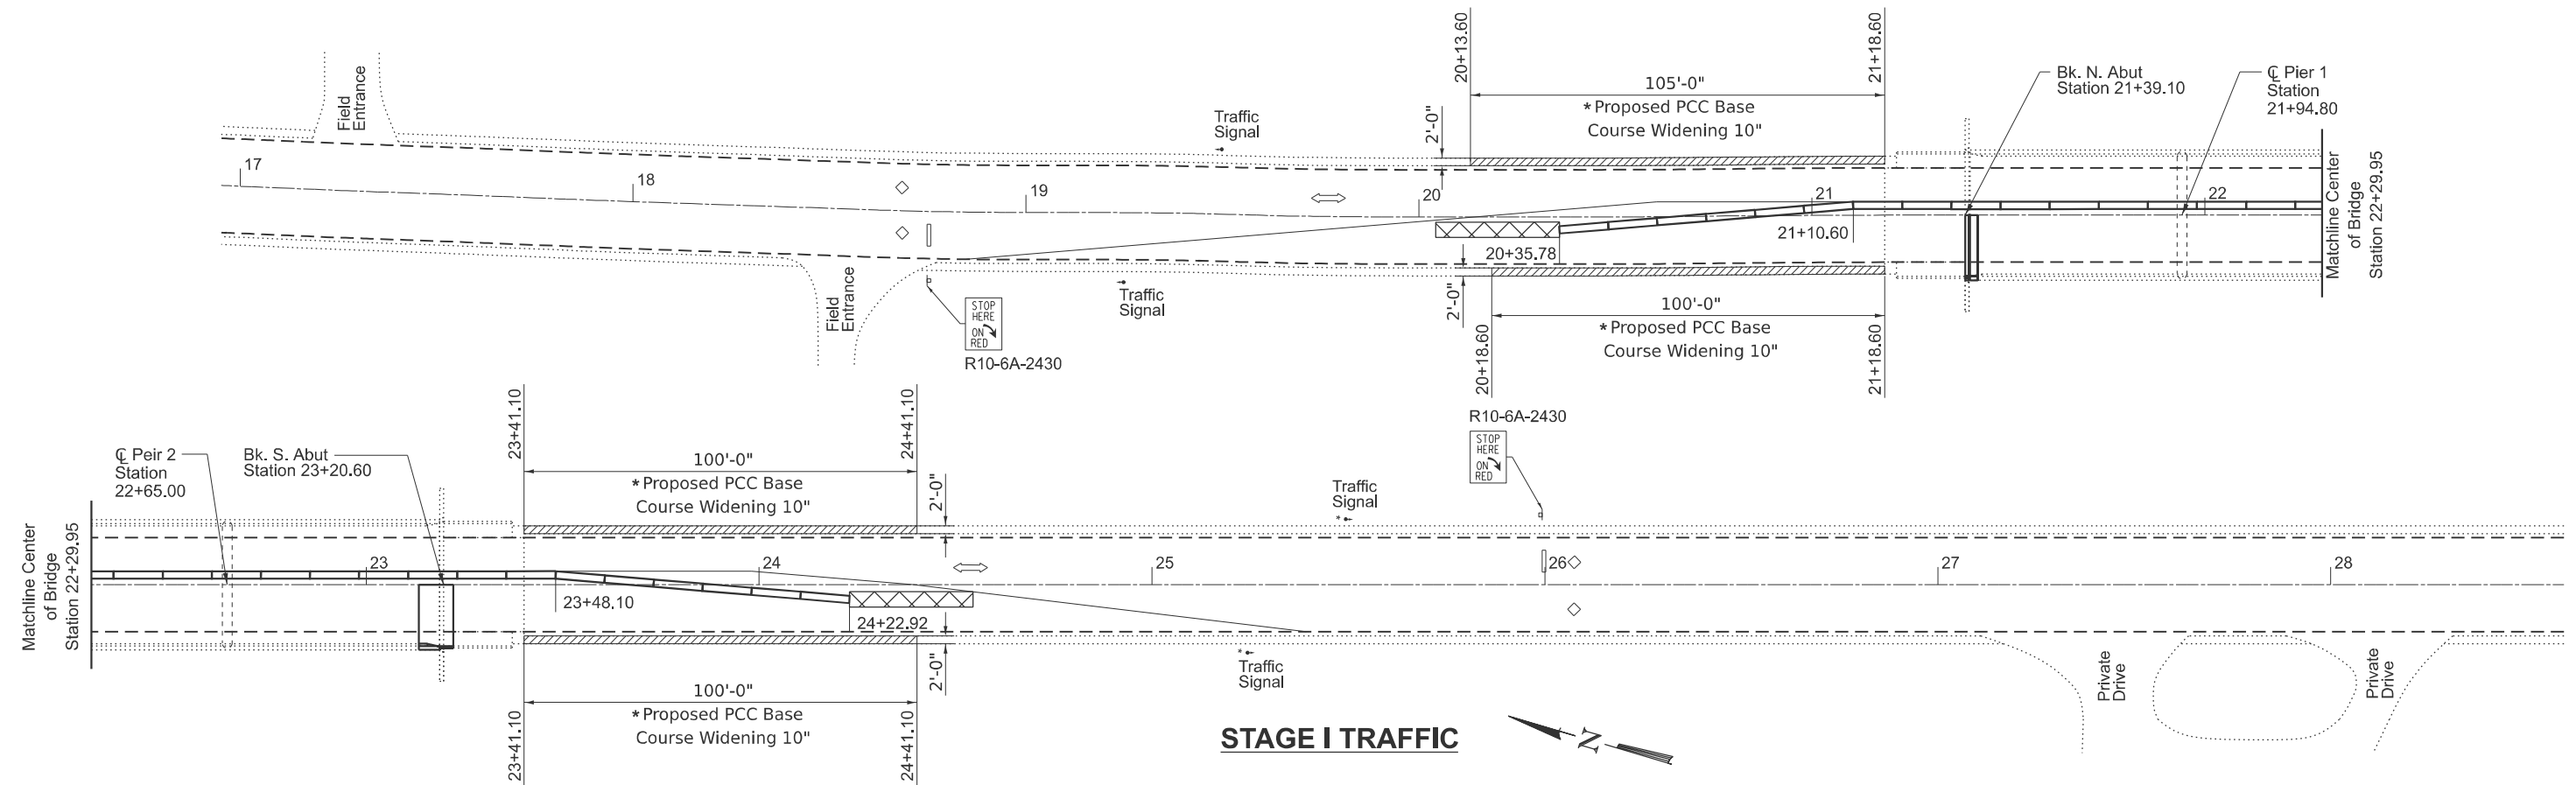 20+13.60
21+18.60
105'-0"
* Proposed PCC Base
Course Widening 10"
2'-0"
Field
Entrance
Traffic
Signal
Bk. N. Abut
Station 21+39.10
℄ Pier 1
Station
21+94.80
17
18
19
20
21
22
Matchline Center
of Bridge
Station 22+29.95
20+35.78
21+10.60
Field
Entrance
STOP
HERE
ON
RED
R10-6A-2430
Traffic
Signal
2'-0"
100'-0"
* Proposed PCC Base
Course Widening 10"
20+18.60
21+18.60
℄ Peir 2
Station
22+65.00
Bk. S. Abut
Station 23+20.60
23+41.10
24+41.10
100'-0"
* Proposed PCC Base
Course Widening 10"
2'-0"
Traffic
Signal
*
R10-6A-2430
STOP
HERE
ON
RED
Matchline Center
of Bridge
Station 22+29.95
23
24
25
26
27
28
23+48.10
24+22.92
2'-0"
*
Traffic
Signal
100'-0"
* Proposed PCC Base
Course Widening 10"
23+41.10
24+41.10
Private
Drive
Private
Drive
STAGE I TRAFFIC
N